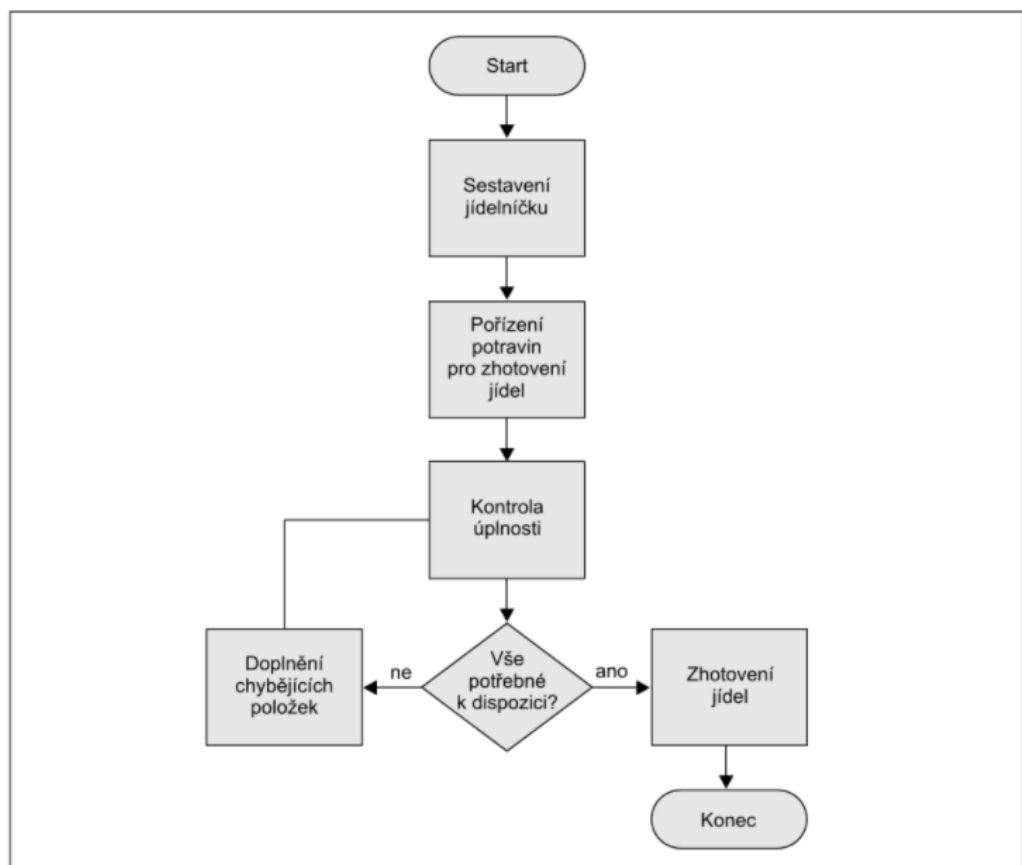 Start
Sestavení
jídelníčku
Pořízení
potravin
pro zhotovení
jídel
Kontrola
úplnosti
Doplnění
chybějících
položek
ne
Vše
potřebné
k dispozici?
ano
Zhotovení
jídel
Konec